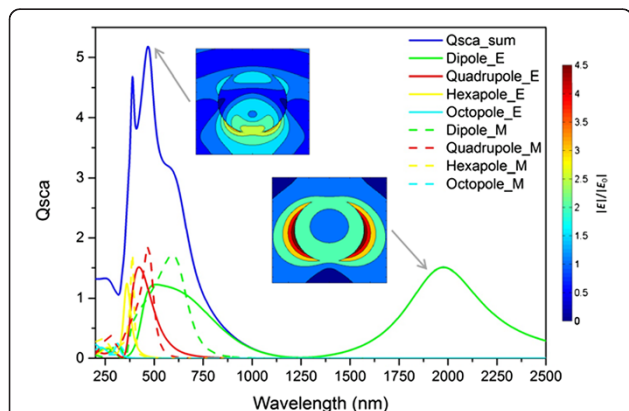 5
4
3
2
1
0
Qsca
250
500
750
1000
1250
1500
1750
2000
2250
2500
Wavelength (nm)
Qsca_sum
Dipole_E
Quadrupole_E
Hexapole_E
Octopole_E
Dipole_M
Quadrupole_M
Hexapole_M
Octopole_M
4.5
4
3.5
3
2.5
2
1.5
1
0.5
0
|E|/|E₀|